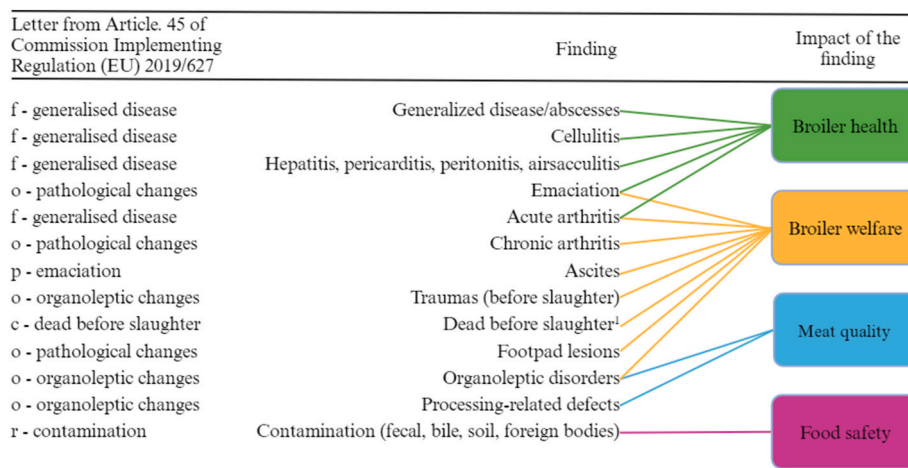 Letter from Article. 45 of
Commission Implementing
Regulation (EU) 2019/627
Finding
Impact of the
finding
f - generalised disease Generalized disease/abscesses
f - generalised disease Cellulitis
f - generalised disease Hepatitis, pericarditis, peritonitis, airsacculitis
o - pathological changes Emaciation
f - generalised disease Acute arthritis
o - pathological changes Chronic arthritis
p - emaciation Ascites
o - organoleptic changes Traumas (before slaughter)
c - dead before slaughter Dead before slaughter¹
o - pathological changes Footpad lesions
o - organoleptic changes Organoleptic disorders
o - organoleptic changes Processing-related defects
r - contamination Contamination (fecal, bile, soil, foreign bodies)
Broiler health
Broiler welfare
Meat quality
Food safety